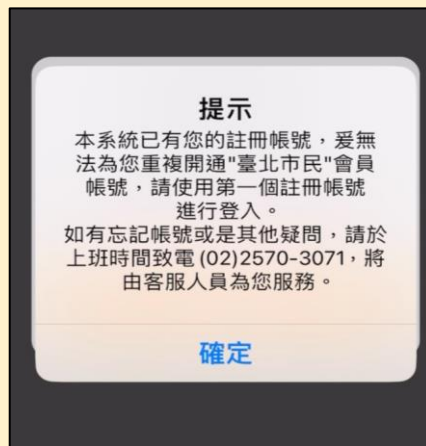 提示
本系統已有您的註冊帳號，爰無
法為您重複開通"臺北市民"會員
帳號，請使用第一個註冊帳號
進行登入。
如有忘記帳號或是其他疑問，請於
上班時間致電(02)2570-3071，將
由客服人員為您服務。
確定